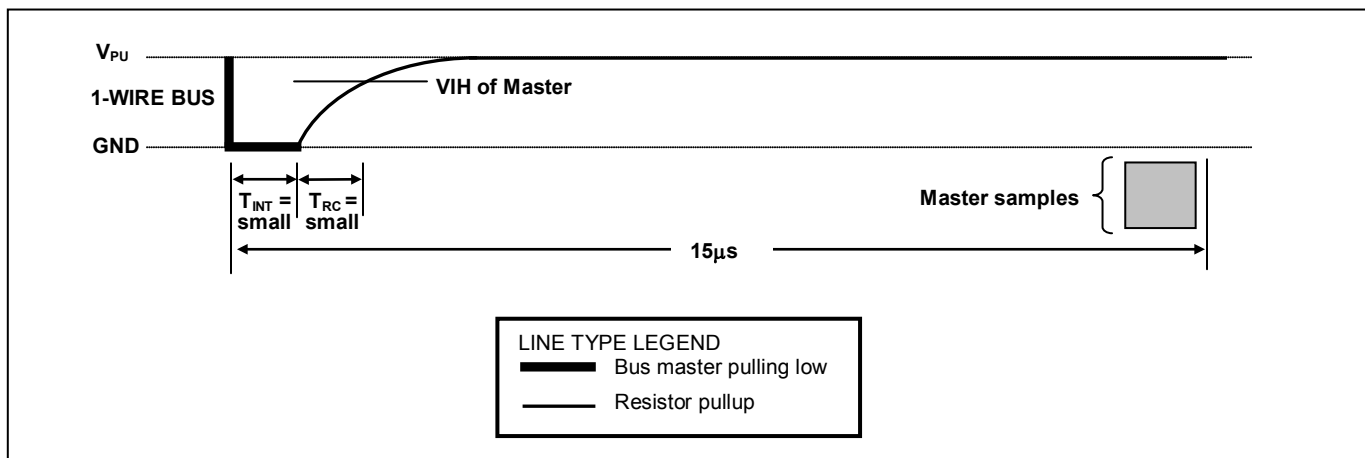 VPU
VIH of Master
1-WIRE BUS
GND
TINT = small
TRC = small
Master samples
15μs
LINE TYPE LEGEND
Bus master pulling low
Resistor pullup